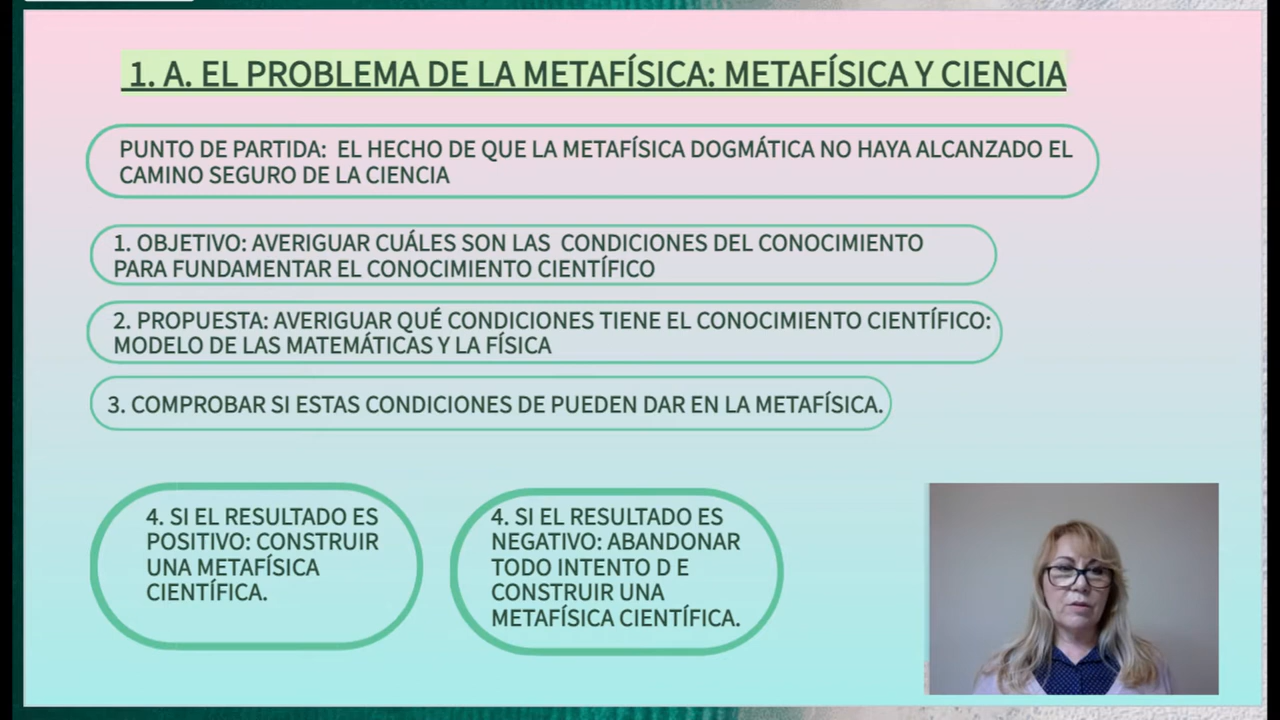 1. A. EL PROBLEMA DE LA METAFÍSICA: METAFÍSICA Y CIENCIA
PUNTO DE PARTIDA: EL HECHO DE QUE LA METAFÍSICA DOGMÁTICA NO HAYA ALCANZADO EL
CAMINO SEGURO DE LA CIENCIA
1. OBJETIVO: AVERIGUAR CUÁLES SON LAS CONDICIONES DEL CONOCIMIENTO
PARA FUNDAMENTAR EL CONOCIMIENTO CIENTÍFICO
2. PROPUESTA: AVERIGUAR QUÉ CONDICIONES TIENE EL CONOCIMIENTO CIENTÍFICO:
MODELO DE LAS MATEMÁTICAS Y LA FÍSICA
3. COMPROBAR SI ESTAS CONDICIONES DE PUEDEN DAR EN LA METAFÍSICA.
4. SI EL RESULTADO ES
POSITIVO: CONSTRUIR
UNA METAFÍSICA
CIENTÍFICA.
4. SI EL RESULTADO ES
NEGATIVO: ABANDONAR
TODO INTENTO D E
CONSTRUIR UNA
METAFÍSICA CIENTÍFICA.